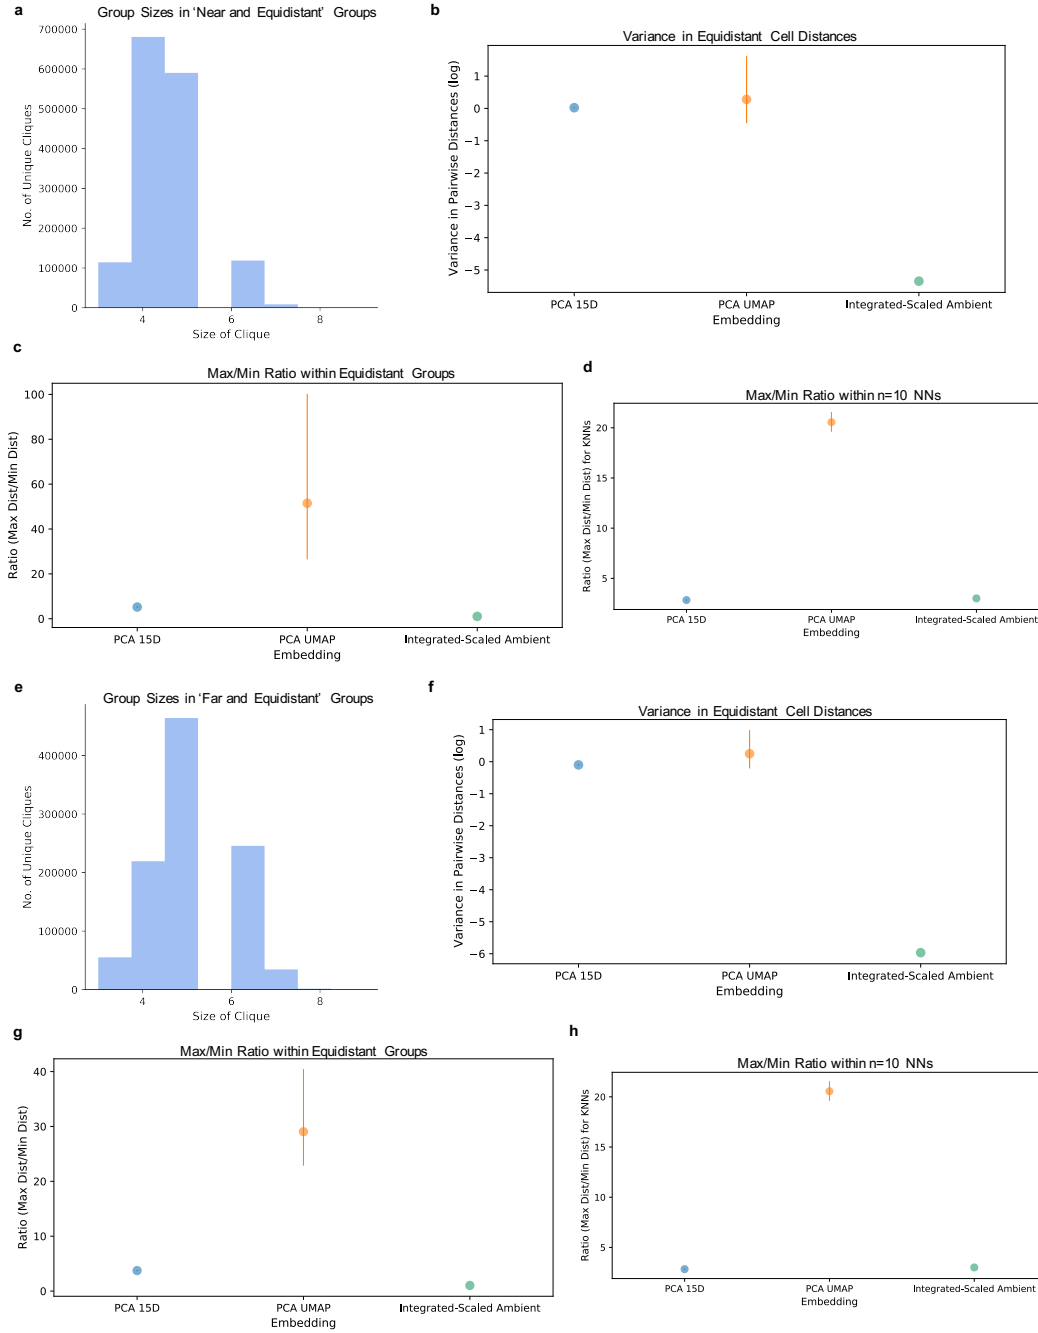 a
Group Sizes in ‘Near and Equidistant’ Groups
700000
600000
500000
400000
300000
200000
100000
0
No. of Unique Cliques
4
6
8
Size of Clique
b
Variance in Equidistant Cell Distances
1
0
−1
−2
−3
−4
−5
Variance in Pairwise Distances (log)
PCA 15D
PCA UMAP
Integrated-Scaled Ambient
Embedding
c
Max/Min Ratio within Equidistant Groups
100
80
60
40
20
0
Ratio (Max Dist/Min Dist)
PCA 15D
PCA UMAP
Integrated-Scaled Ambient
Embedding
d
Max/Min Ratio within n=10 NNs
20
15
10
5
Ratio (Max Dist/Min Dist) for KNNs
PCA 15D
PCA UMAP
Integrated-Scaled Ambient
Embedding
e
Group Sizes in ‘Far and Equidistant’ Groups
400000
300000
200000
100000
0
No. of Unique Cliques
4
6
8
Size of Clique
f
Variance in Equidistant Cell Distances
1
0
−1
−2
−3
−4
−5
−6
Variance in Pairwise Distances (log)
PCA 15D
PCA UMAP
Integrated-Scaled Ambient
Embedding
g
Max/Min Ratio within Equidistant Groups
40
30
20
10
0
Ratio (Max Dist/Min Dist)
PCA 15D
PCA UMAP
Integrated-Scaled Ambient
Embedding
h
Max/Min Ratio within n=10 NNs
20
15
10
5
Ratio (Max Dist/Min Dist) for KNNs
PCA 15D
PCA UMAP
Integrated-Scaled Ambient
Embedding